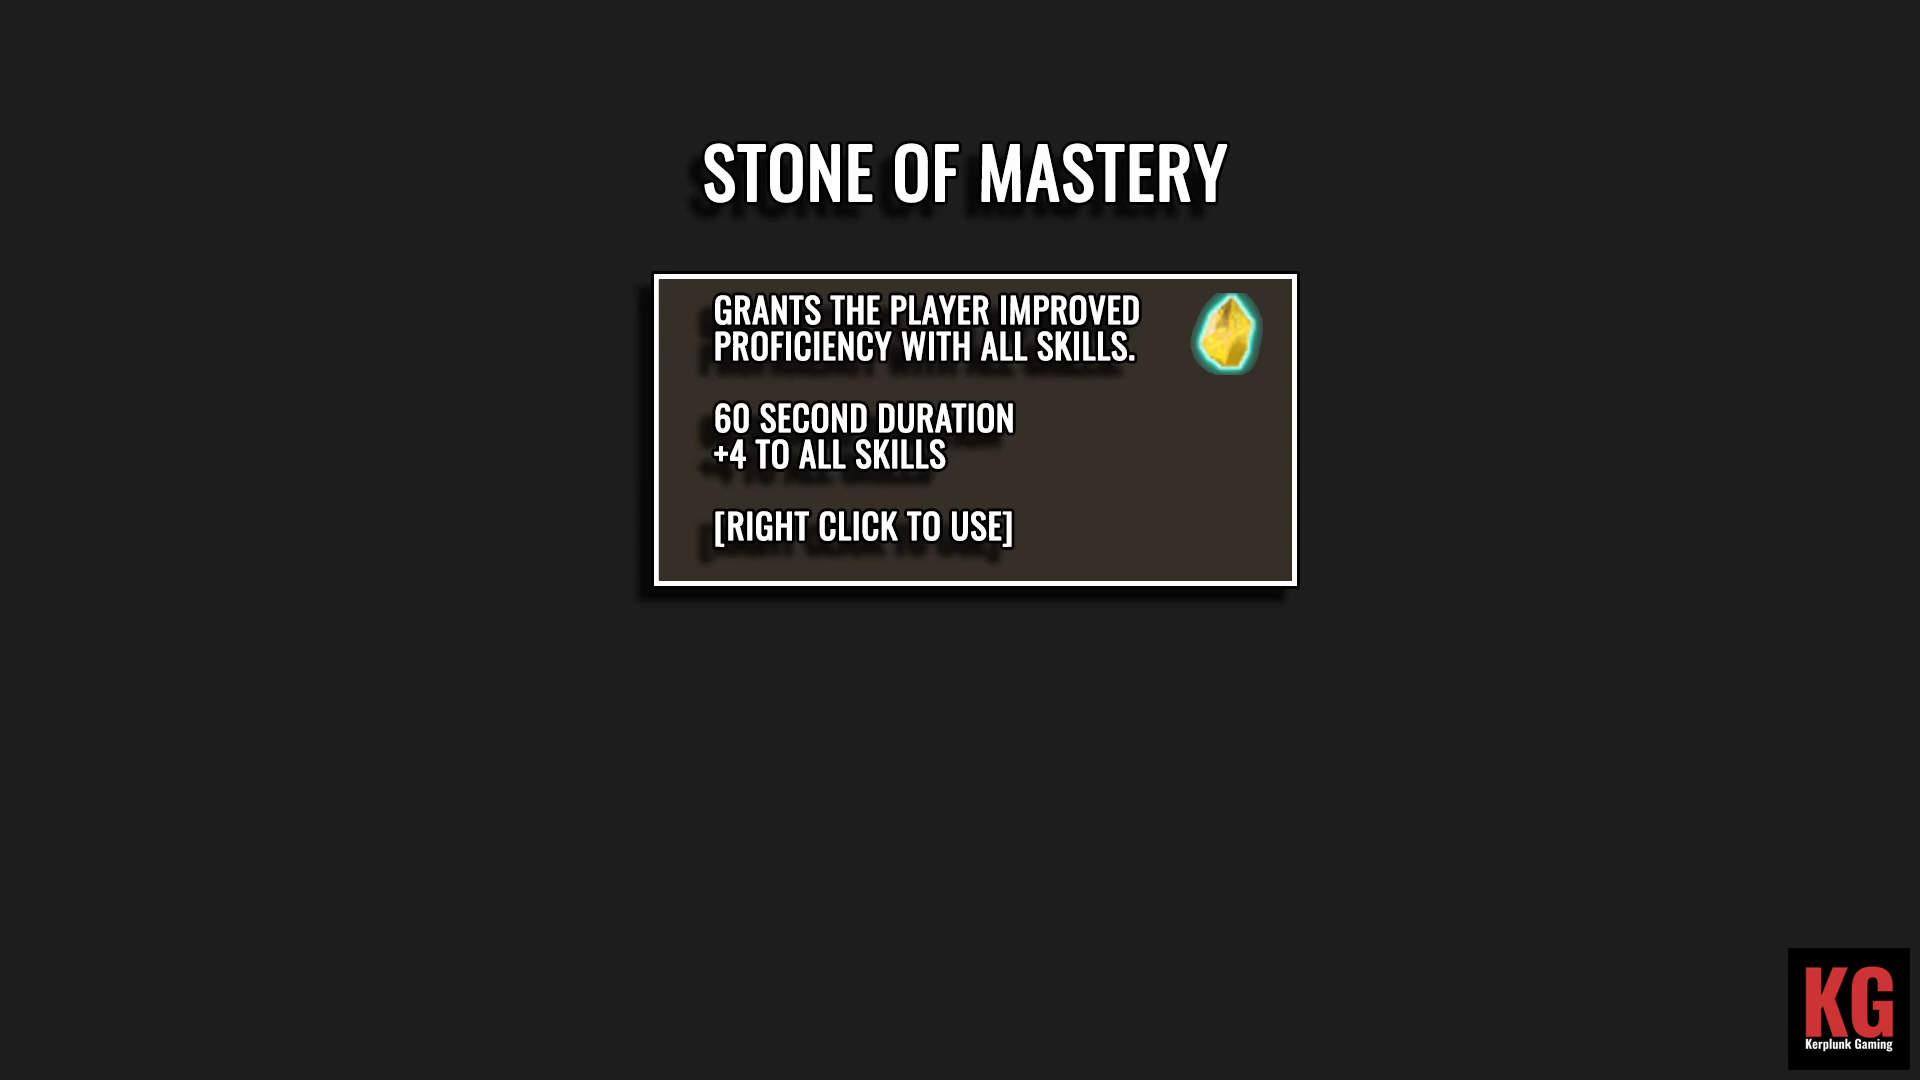 STONE OF MASTERY
GRANTS THE PLAYER IMPROVED
PROFICIENCY WITH ALL SKILLS.
60 SECOND DURATION
+4 TO ALL SKILLS
[RIGHT CLICK TO USE]
KG
Kerplunk Gaming